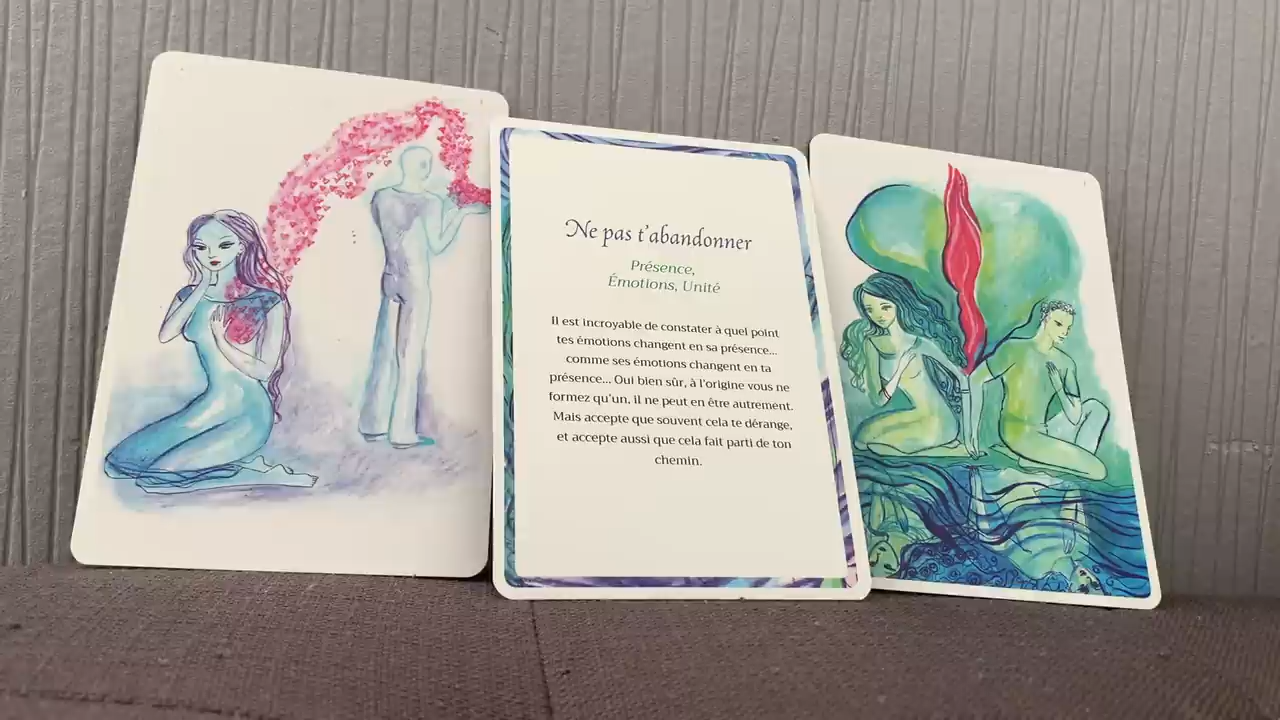 Ne pas t'abandonner
Présence,
Émotions, Unité
Il est incroyable de constater à quel point
tes émotions changent en sa présence...
comme ses émotions changent en ta
présence... Oui bien sûr, à l'origine vous ne
formez qu'un, il ne peut en être autrement.
Mais accepte que souvent cela te dérange,
et accepte aussi que cela fait parti de ton
chemin.